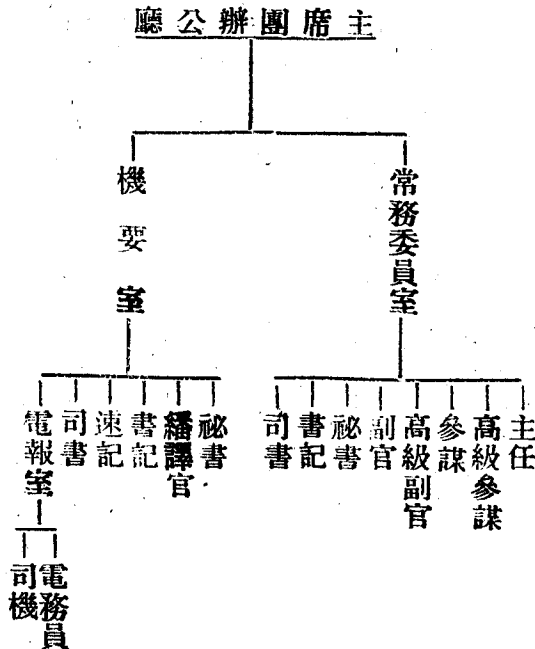 主席團辦公廳
常務委員室
機要室
主任
高級參謀
參謀
高級副官
副官
祕書
書記
司書
祕書
繙譯官
書記
速記
司書
電報室
電務員
司機